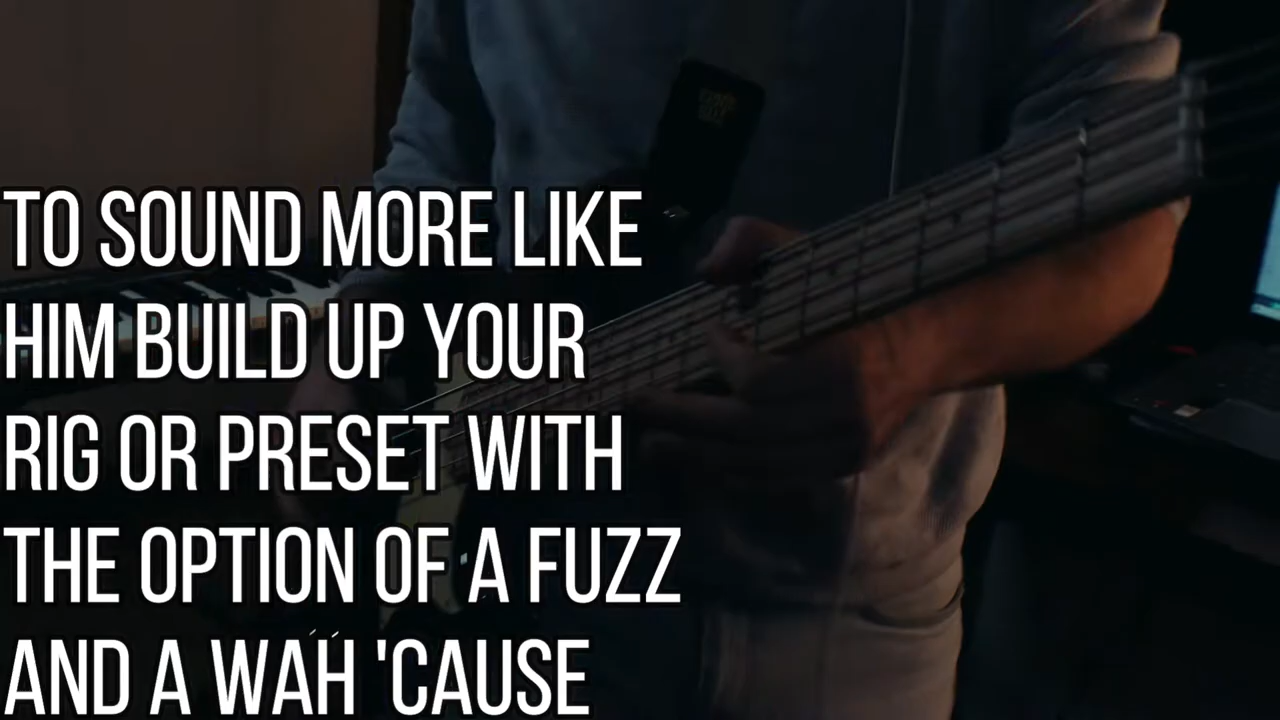 TO SOUND MORE LIKE
HIM BUILD UP YOUR
RIG OR PRESET WITH
THE OPTION OF A FUZZ
AND A WAH 'CAUSE